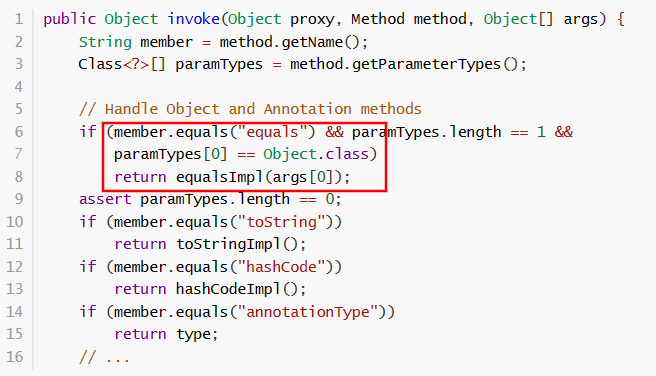 1 public Object invoke(Object proxy, Method method, Object[] args) {
2 String member = method.getName();
3 Class<?>[] paramTypes = method.getParameterTypes();
4
5 // Handle Object and Annotation methods
6 if (member.equals("equals") && paramTypes.length == 1 &&
7 paramTypes[0] == Object.class)
8 return equalsImpl(args[0]);
9 assert paramTypes.length == 0;
10 if (member.equals("toString"))
11 return toStringImpl();
12 if (member.equals("hashCode"))
13 return hashCodeImpl();
14 if (member.equals("annotationType"))
15 return type;
16 // ...